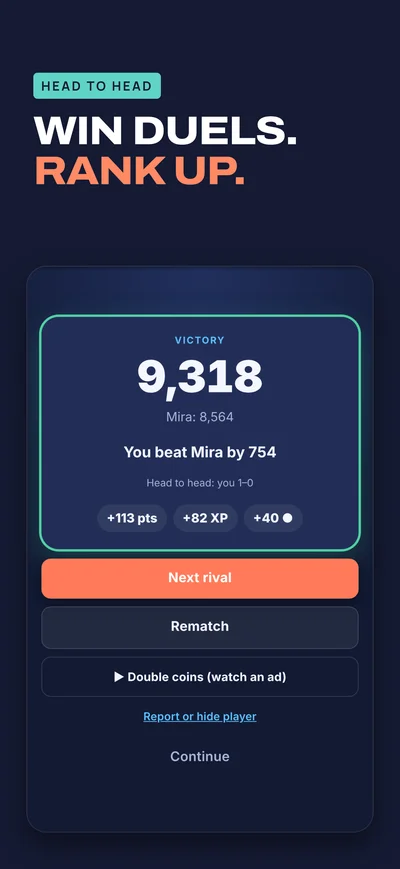 HEAD TO HEAD
WIN DUELS.
RANK UP.
VICTORY
9,318
Mira: 8,564
You beat Mira by 754
Head to head: you 1–0
+113 pts +82 XP +40 ●
Next rival
Rematch
▶ Double coins (watch an ad)
Report or hide player
Continue